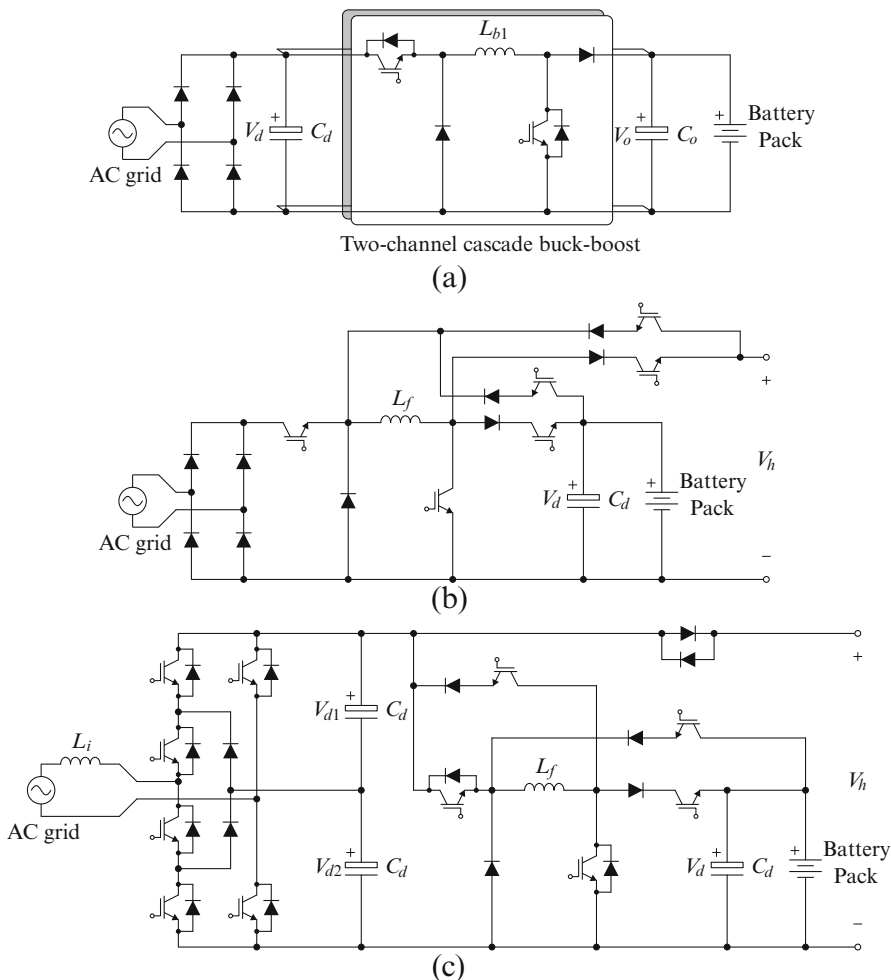 L_b1
+
V_d
C_d
+
V_o
C_o
+
Battery
Pack
AC grid
Two-channel cascade buck-boost
(a)
+
L_f
V_h
+
V_d
C_d
+
Battery
Pack
AC grid
−
(b)
+
+
V_d1
C_d
L_i
L_f
V_h
AC grid
+
V_d2
C_d
+
V_d
C_d
+
Battery
Pack
−
(c)